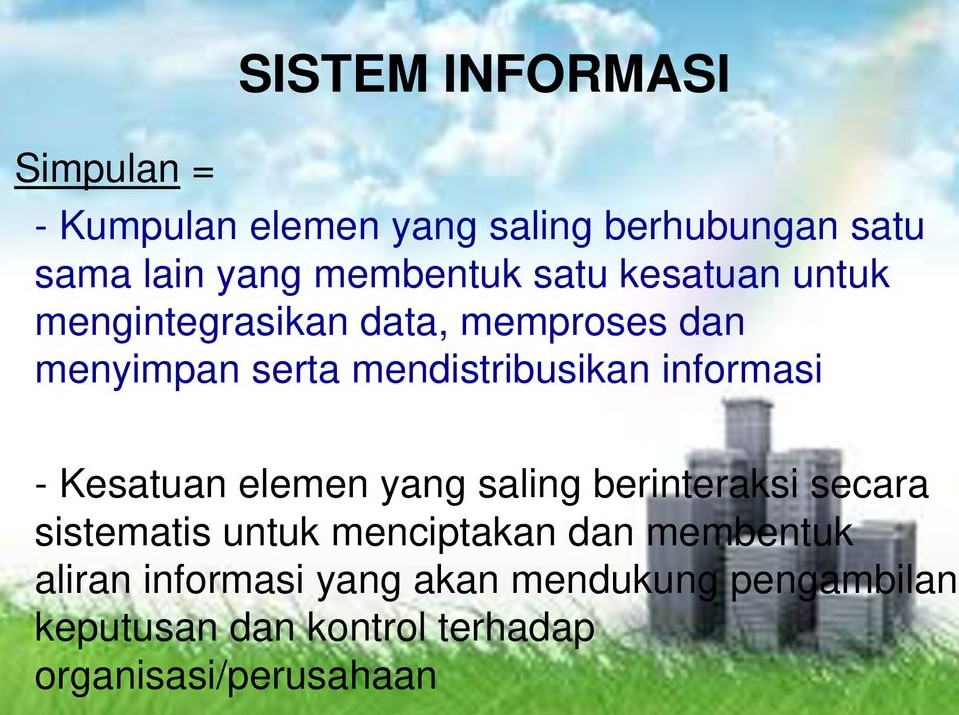 SISTEM INFORMASI
Simpulan =
- Kumpulan elemen yang saling berhubungan satu
sama lain yang membentuk satu kesatuan untuk
mengintegrasikan data, memproses dan
menyimpan serta mendistribusikan informasi
- Kesatuan elemen yang saling berinteraksi secara
sistematis untuk menciptakan dan membentuk
aliran informasi yang akan mendukung pengambilan
keputusan dan kontrol terhadap
organisasi/perusahaan